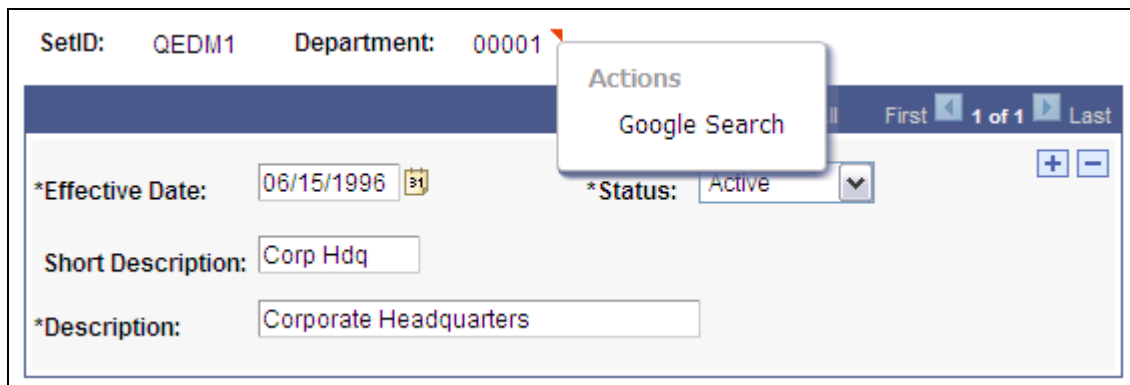 SetID: QEDM1 Department: 00001
Actions
Google Search
First 1 of 1 Last
*Effective Date: 06/15/1996 31 *Status: Active
Short Description: Corp Hdq
*Description: Corporate Headquarters